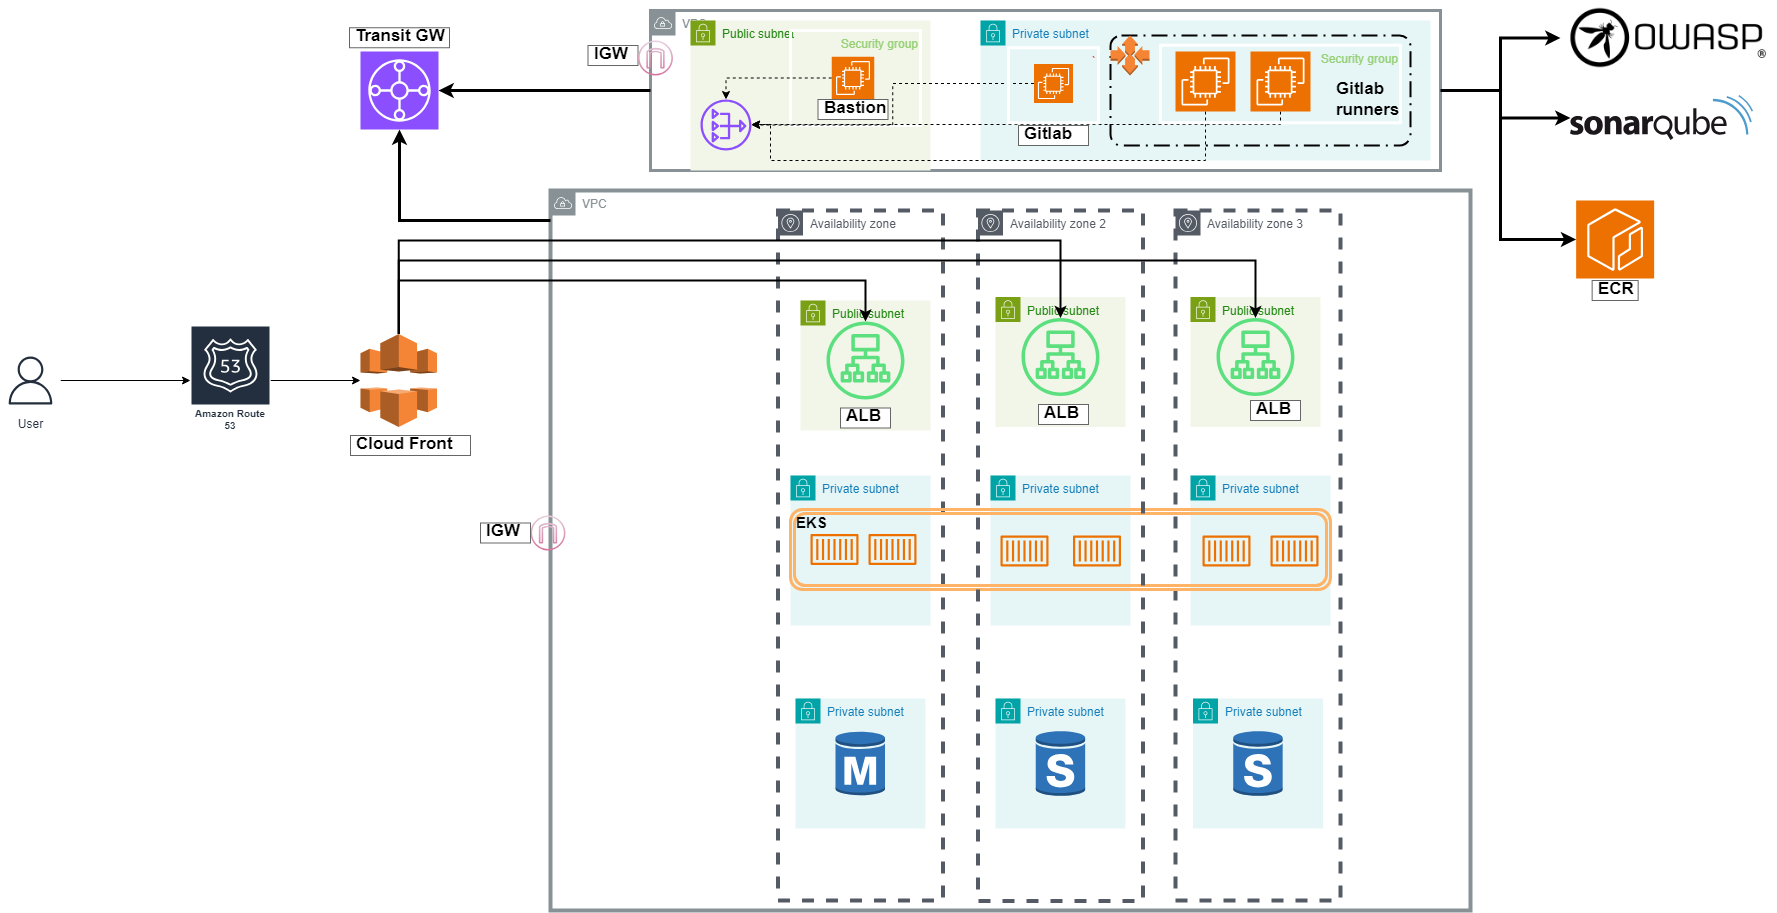 Transit GW
IGW
VPC
Public subnet
Security group
Bastion
Private subnet
Gitlab
Security group
Gitlab
runners
OWASP
®
sonarqube
ECR
VPC
Availability zone
Availability zone 2
Availability zone 3
Public subnet
Public subnet
Public subnet
ALB
ALB
ALB
User
53
Amazon Route
53
Cloud Front
IGW
Private subnet
Private subnet
Private subnet
EKS
Private subnet
Private subnet
Private subnet
M
S
S